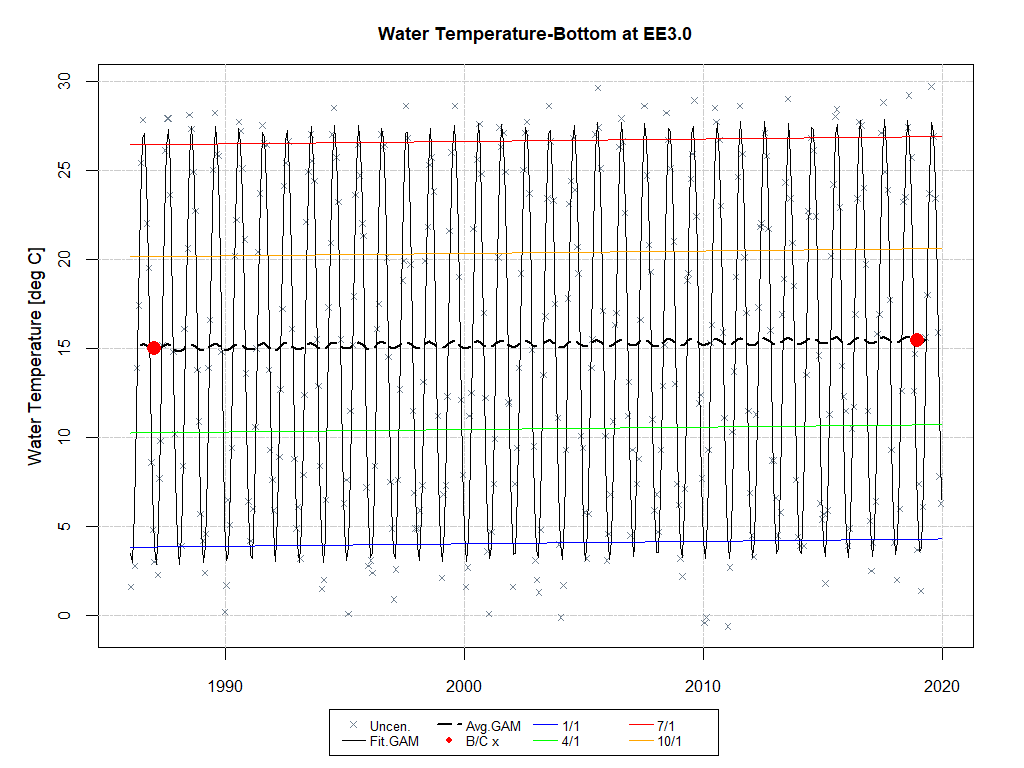 Water Temperature-Bottom at EE3.0
Water Temperature [deg C]
30
25
20
15
10
5
0
1990 2000 2010 2020
Uncen. Avg.GAM 1/1 7/1
Fit.GAM B/C x 4/1 10/1